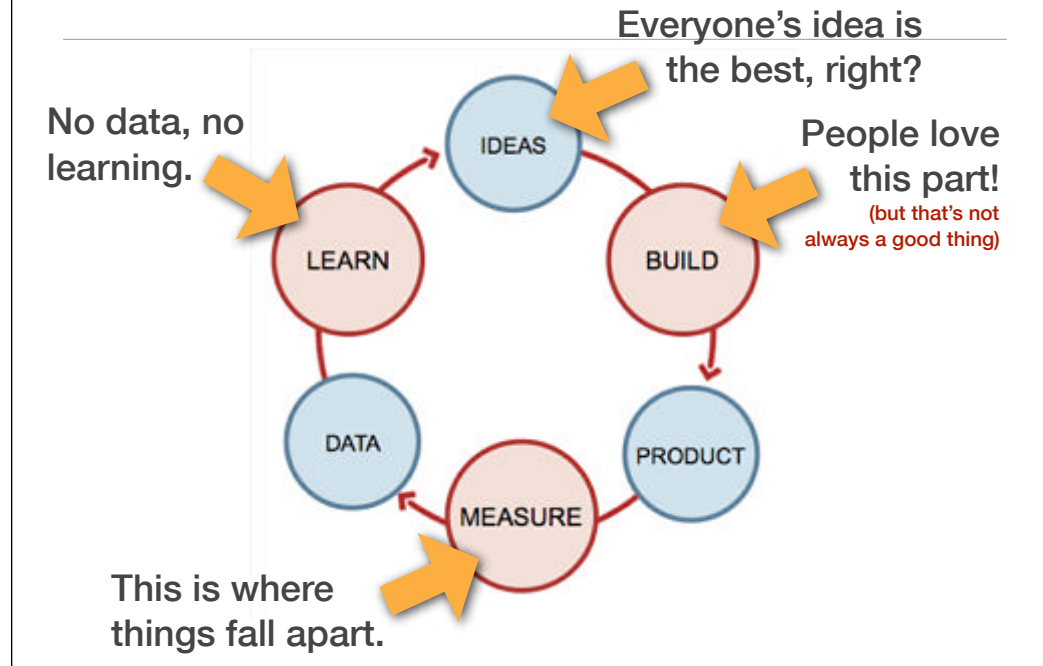 Everyone’s idea is
the best, right?
No data, no
learning.
People love
this part!
(but that’s not
always a good thing)
IDEAS
LEARN
BUILD
DATA
PRODUCT
MEASURE
This is where
things fall apart.